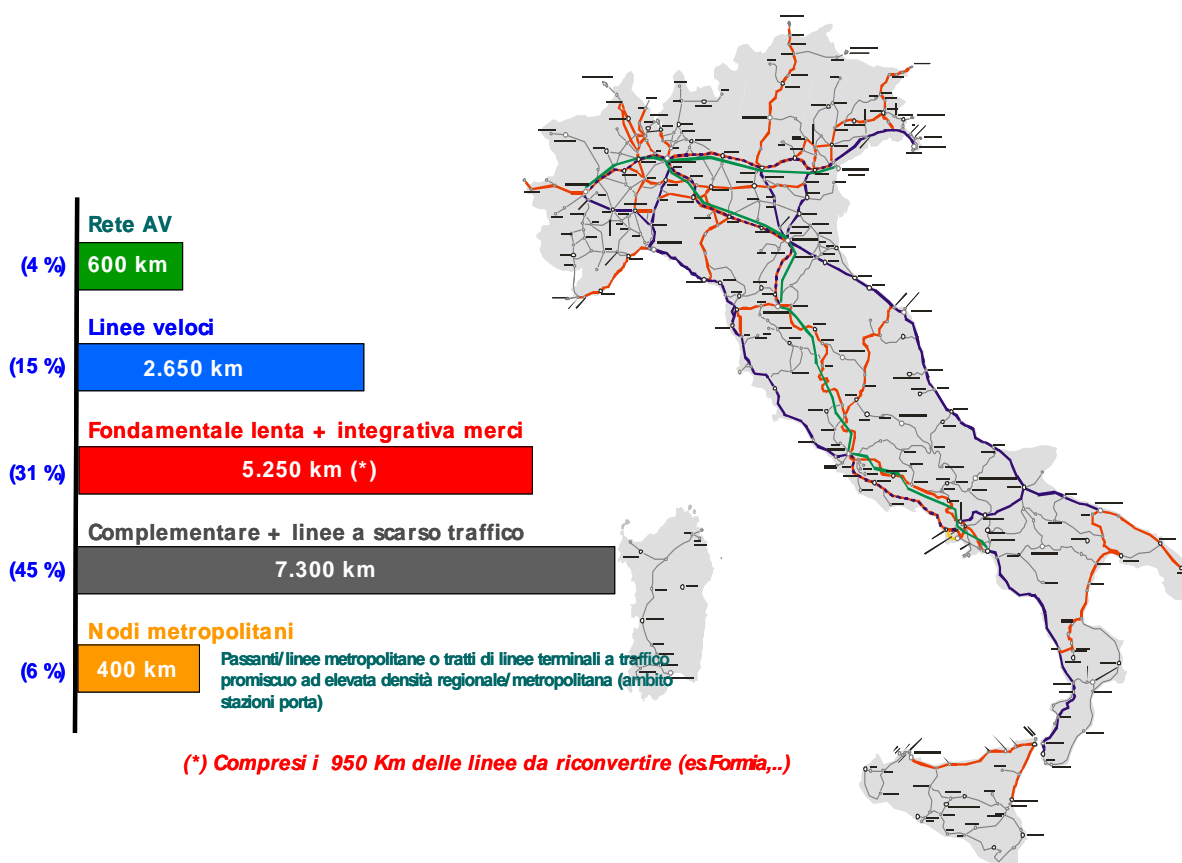 Rete AV
(4 %)
600 km
Linee veloci
(15 %)
2.650 km
Fondamentale lenta + integrativa merci
(31 %)
5.250 km (*)
Complementare + linee a scarso traffico
(45 %)
7.300 km
Nodi metropolitani
(6 %)
400 km
Passanti/linee metropolitane o tratti di linee terminali a traffico
promiscuo ad elevata densità regionale/metropolitana (ambito
stazioni porta)
(*) Compresi i 950 Km delle linee da riconvertire (es.Formia,..)